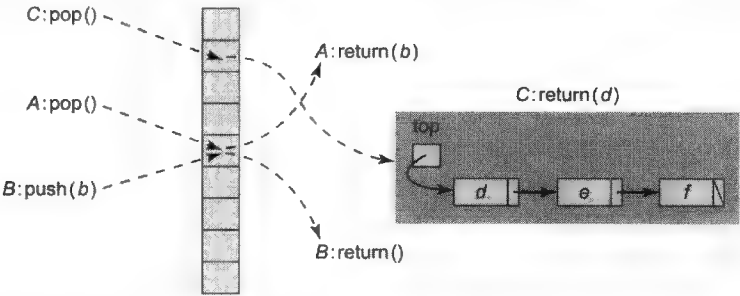 C:pop()
A:return(b)
C:return(d)
A:pop()
top
B:push(b)
d
e
f
B:return()